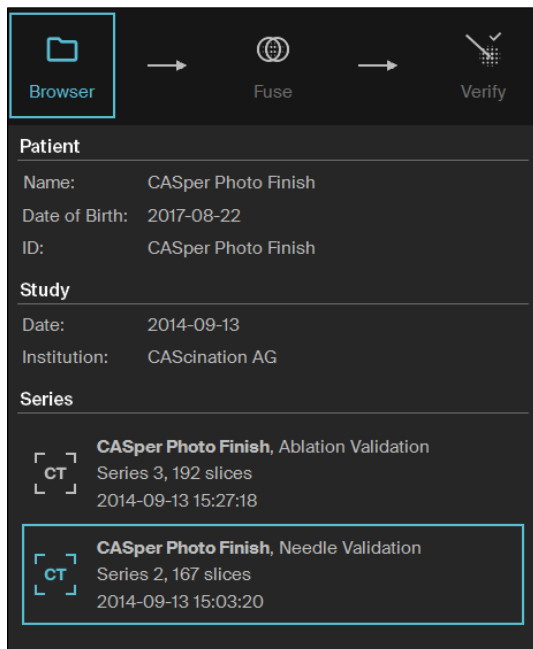 Browser
Fuse
Verify
Patient
Name: CASper Photo Finish
Date of Birth: 2017-08-22
ID: CASper Photo Finish
Study
Date: 2014-09-13
Institution: CAScination AG
Series
CT
CASper Photo Finish, Ablation Validation
Series 3, 192 slices
2014-09-13 15:27:18
CT
CASper Photo Finish, Needle Validation
Series 2, 167 slices
2014-09-13 15:03:20